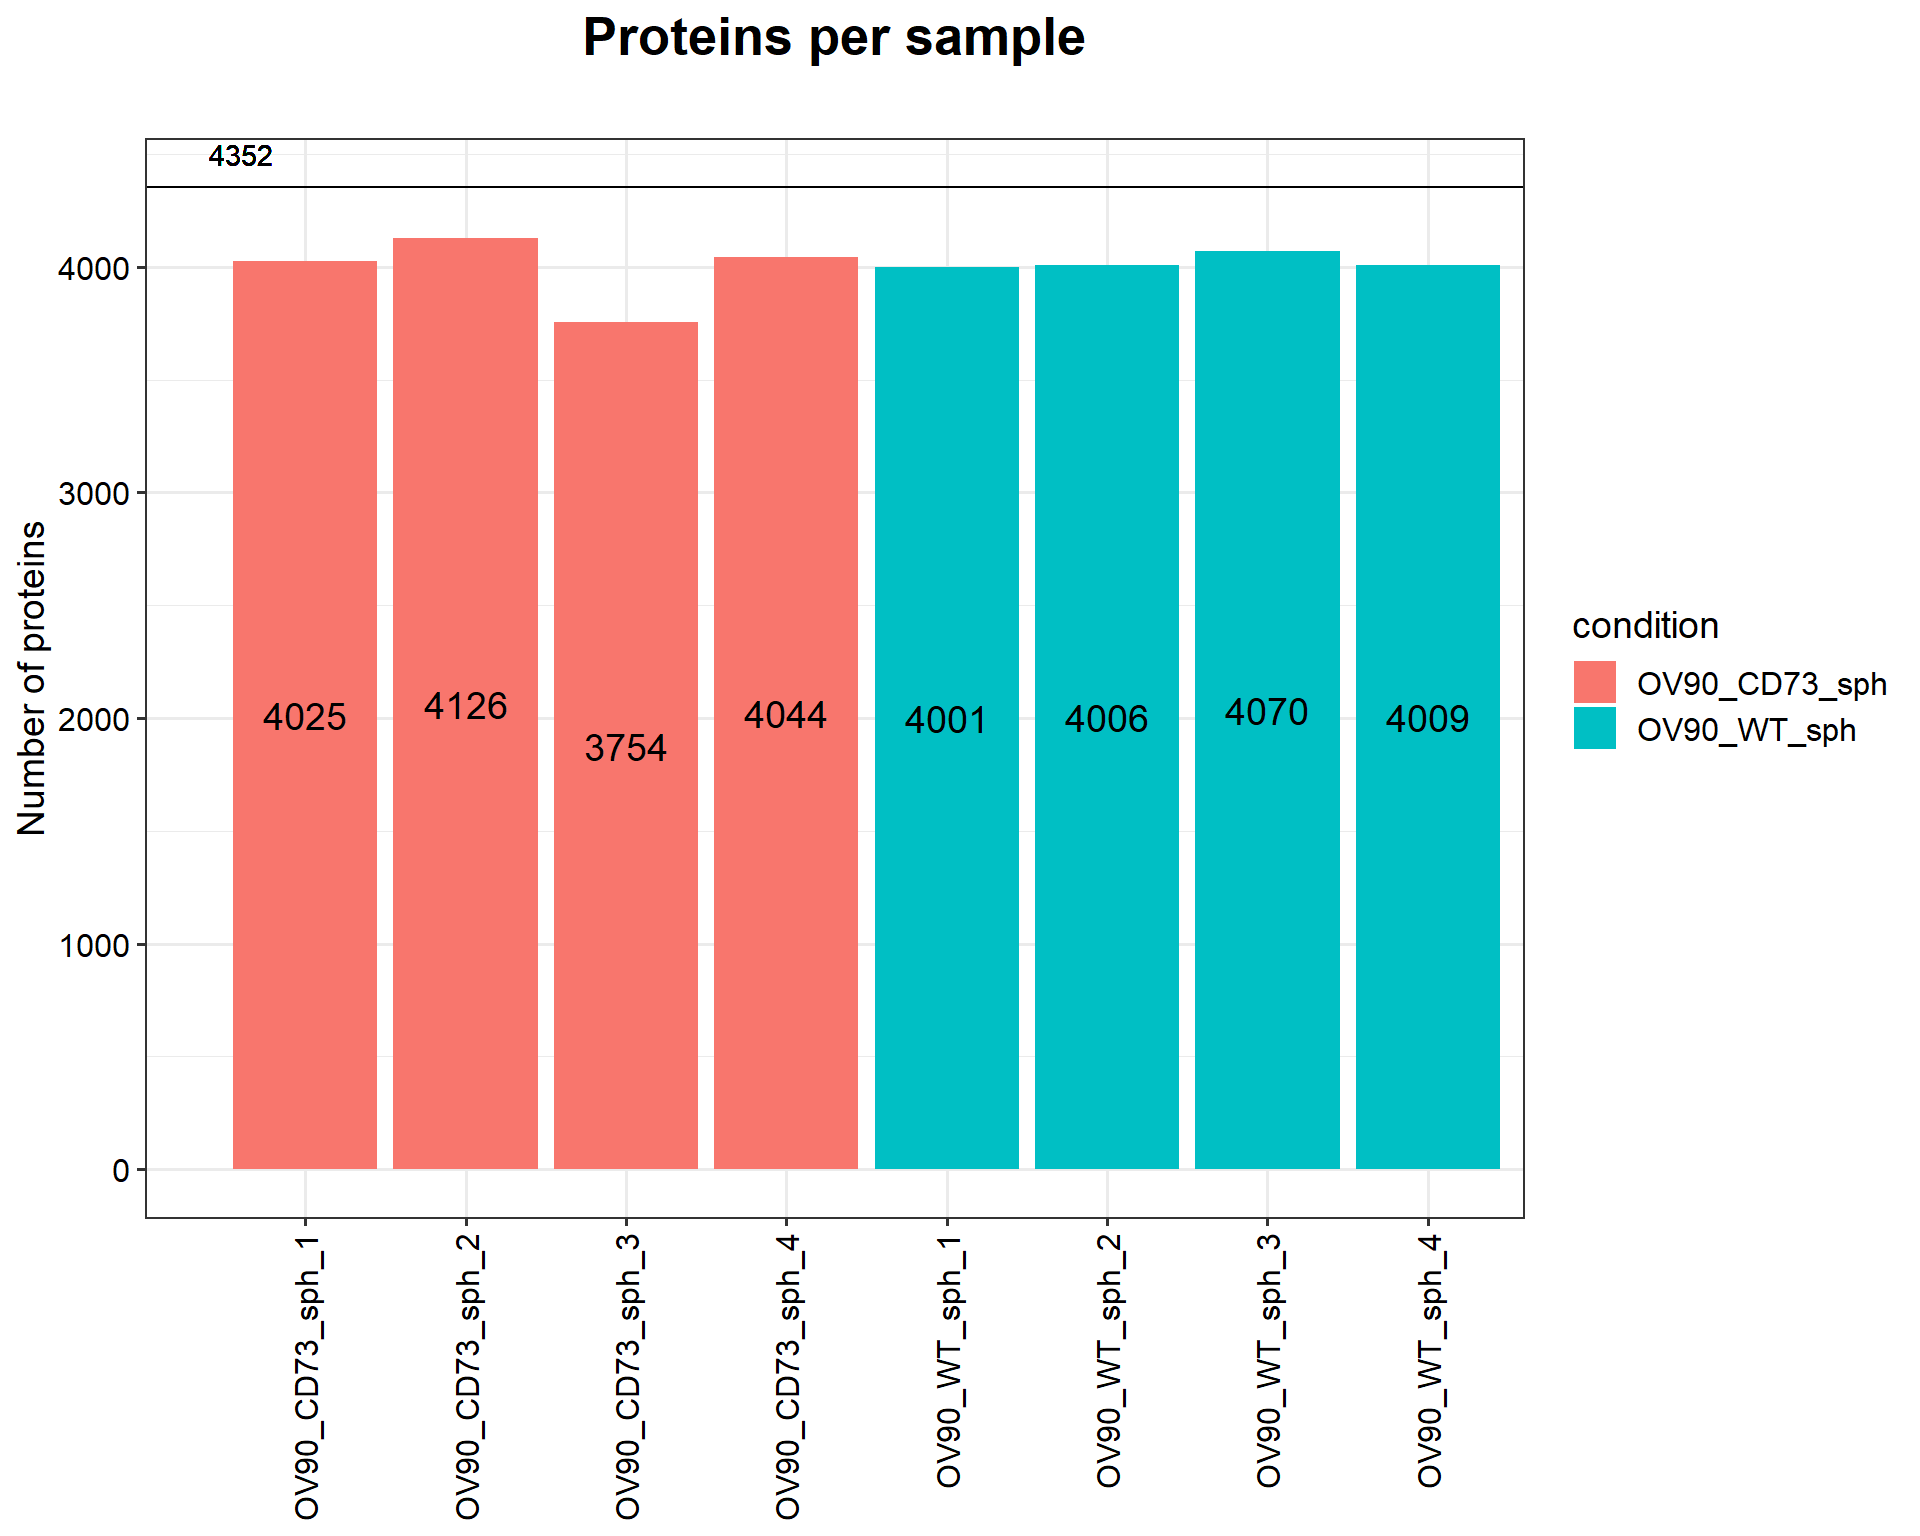 Proteins per sample
4352
4000
3000
2000
1000
0
Number of proteins
4025
4126
3754
4044
4001
4006
4070
4009
OV90_CD73_sph_1
OV90_CD73_sph_2
OV90_CD73_sph_3
OV90_CD73_sph_4
OV90_WT_sph_1
OV90_WT_sph_2
OV90_WT_sph_3
OV90_WT_sph_4
condition
OV90_CD73_sph
OV90_WT_sph